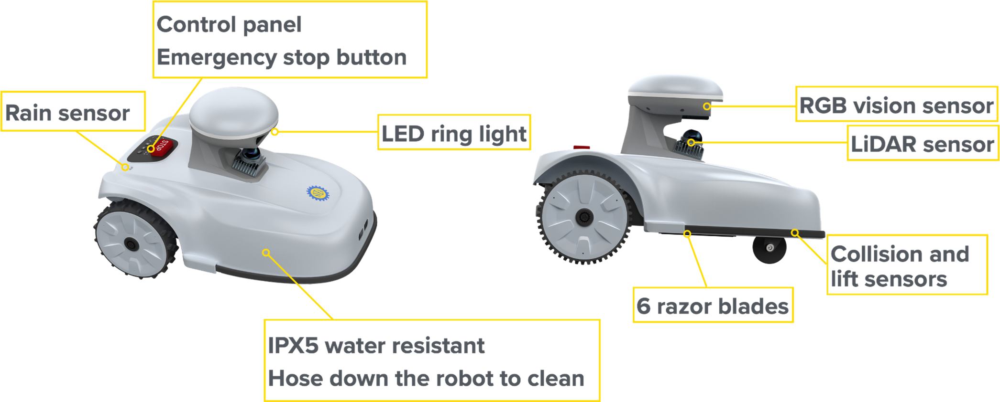 Control panel
Emergency stop button
Rain sensor
STOP
LED ring light
RGB vision sensor
LiDAR sensor
Collision and
lift sensors
6 razor blades
IPX5 water resistant
Hose down the robot to clean